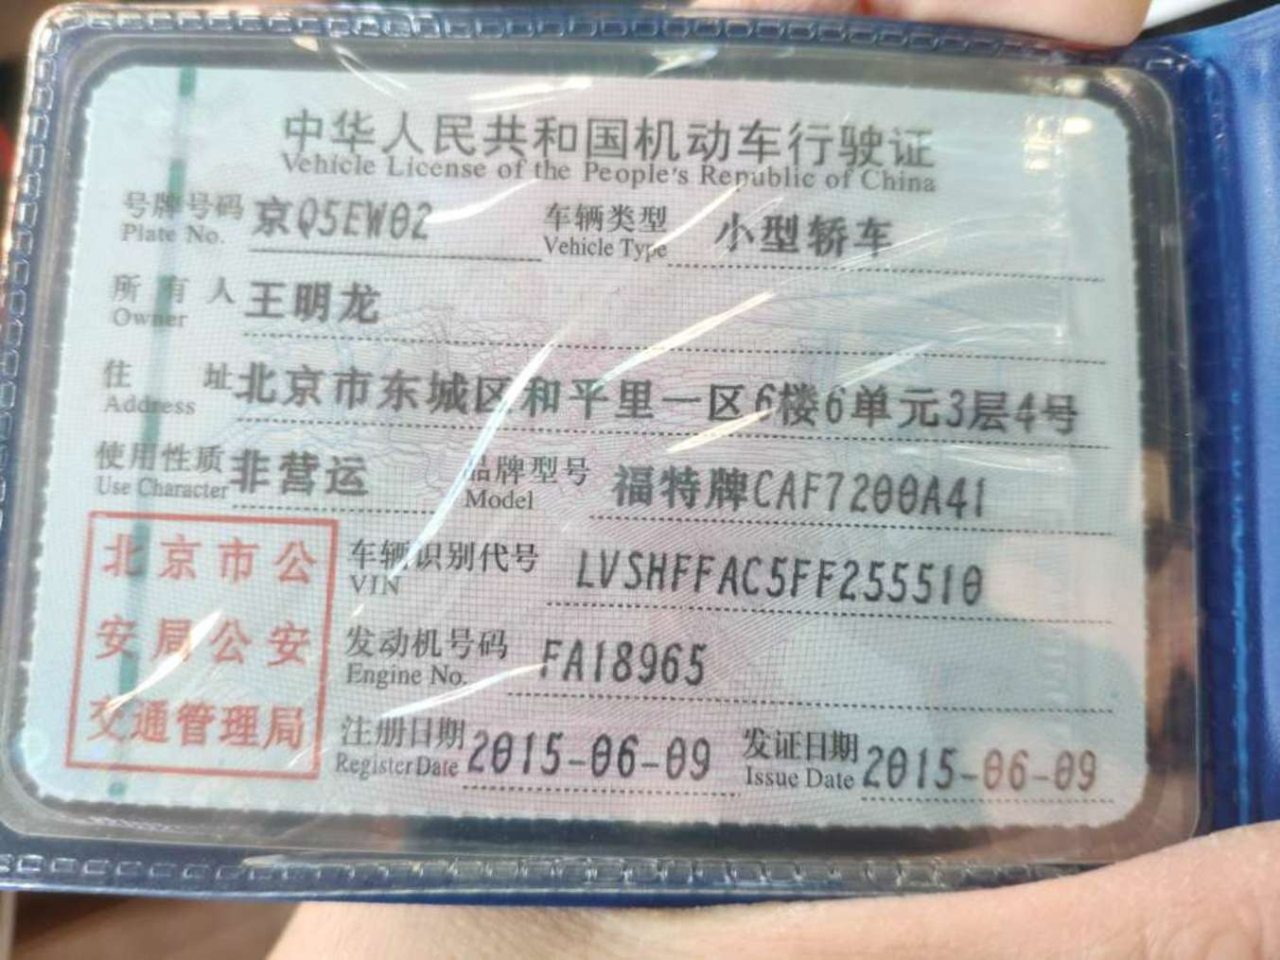 中华人民共和国机动车行驶证
Vehicle License of the People's Republic of China
号牌号码 京Q5EW02 车辆类型 小型轿车
Plate No. Vehicle Type
所有人 王明龙
Owner
住址 北京市东城区和平里一区6楼6单元3层4号
Address
使用性质 非营运 品牌型号 福特牌CAF7200A41
Use Character Model
北京市公
安局公安
交通管理局
车辆识别代号 LVSHFFAC5FF255510
VIN
发动机号码 FA18965
Engine No.
注册日期 2015-06-09 发证日期 2015-06-09
Register Date Issue Date